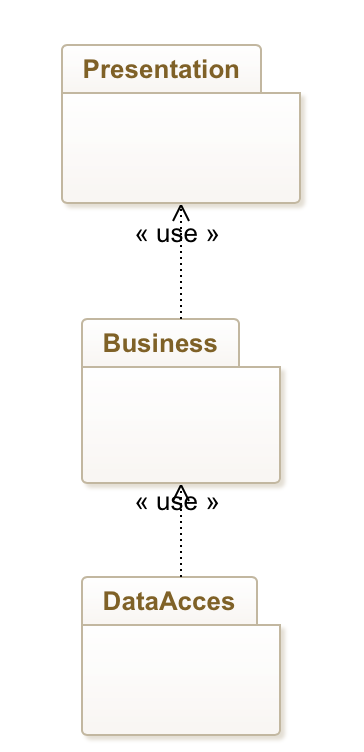 Presentation
« use »
Business
« use »
DataAcces